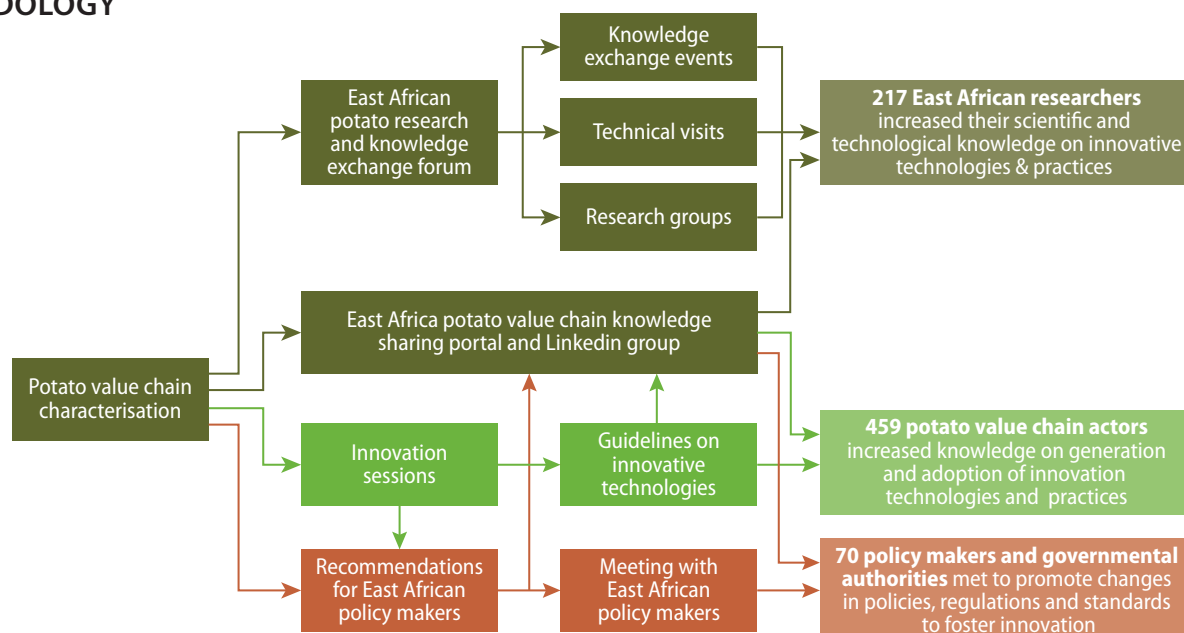 DOLOGY
Knowledge
exchange events
East African
potato research
and knowledge
exchange forum
Technical visits
Research groups
217 East African researchers
increased their scientific and
technological knowledge on innovative
technologies & practices
East Africa potato value chain knowledge
sharing portal and Linkedin group
Potato value chain
characterisation
Innovation
sessions
Guidelines on
innovative
technologies
459 potato value chain actors
increased knowledge on generation
and adoption of innovation
technologies and practices
Recommendations
for East African
policy makers
Meeting with
East African
policy makers
70 policy makers and governmental
authorities met to promote changes
in policies, regulations and standards
to foster innovation